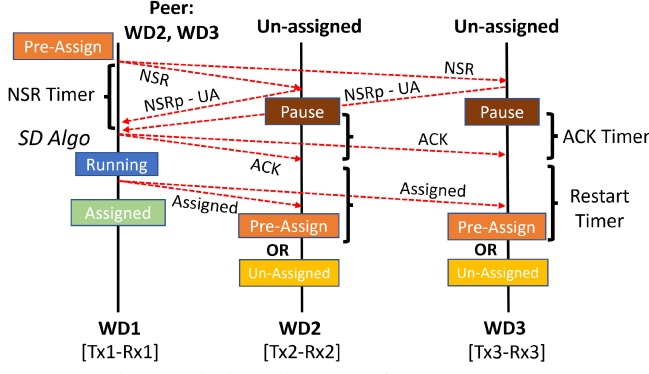 Peer:
WD2, WD3
Un-assigned
Un-assigned
Pre-Assign
NSR
NSR
NSR Timer
NSRp - UA
NSRp - UA
Pause
Pause
SD Algo
ACK
ACK Timer
Running
ACK
Assigned
Assigned
Assigned
Restart
Timer
Pre-Assign
Pre-Assign
OR
OR
Un-Assigned
Un-Assigned
WD1
WD2
WD3
[Tx1-Rx1]
[Tx2-Rx2]
[Tx3-Rx3]